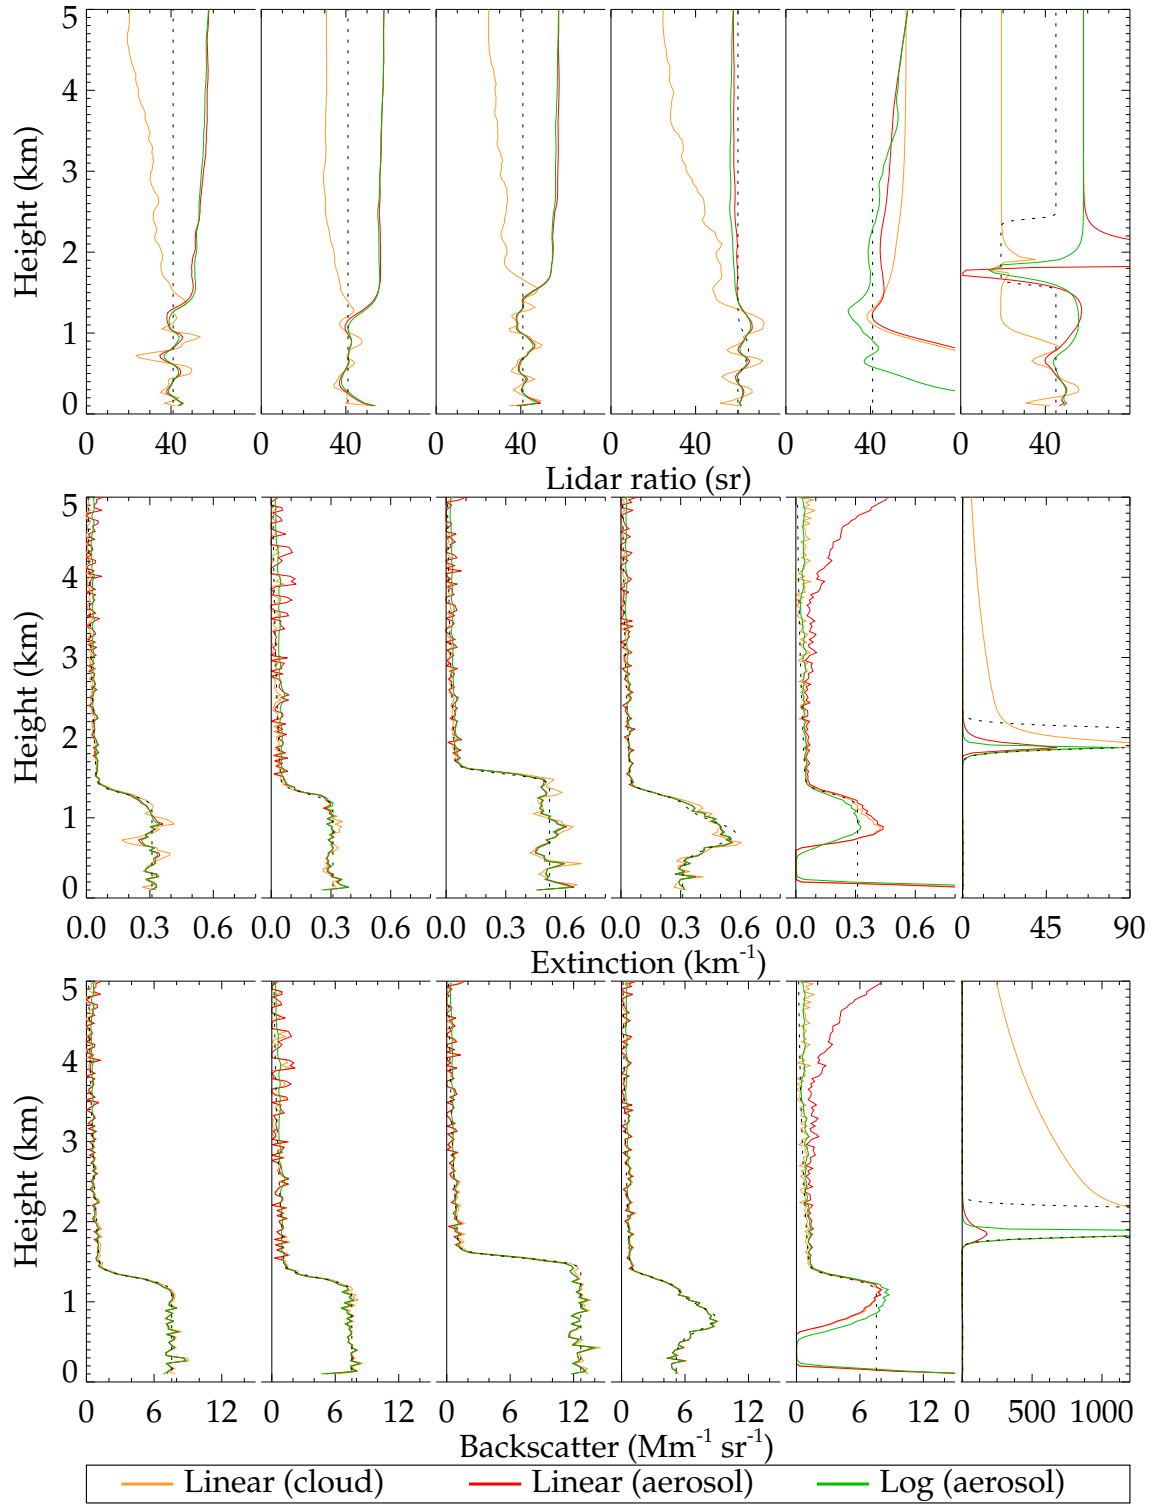 5
4
3
2
1
0
Height (km)
0 40 0 40 0 40 0 40 0 40 0 40
Lidar ratio (sr)
5
4
3
2
1
0
Height (km)
0.0 0.3 0.6 0.0 0.3 0.6 0.0 0.3 0.6 0.0 0.3 0.6 0.0 0.3 0.6 0 45 90
Extinction (km-1)
5
4
3
2
1
0
Height (km)
0 6 12 0 6 12 0 6 12 0 6 12 0 6 12 0 500 1000
Backscatter (Mm-1 sr-1)
Linear (cloud) Linear (aerosol) Log (aerosol)